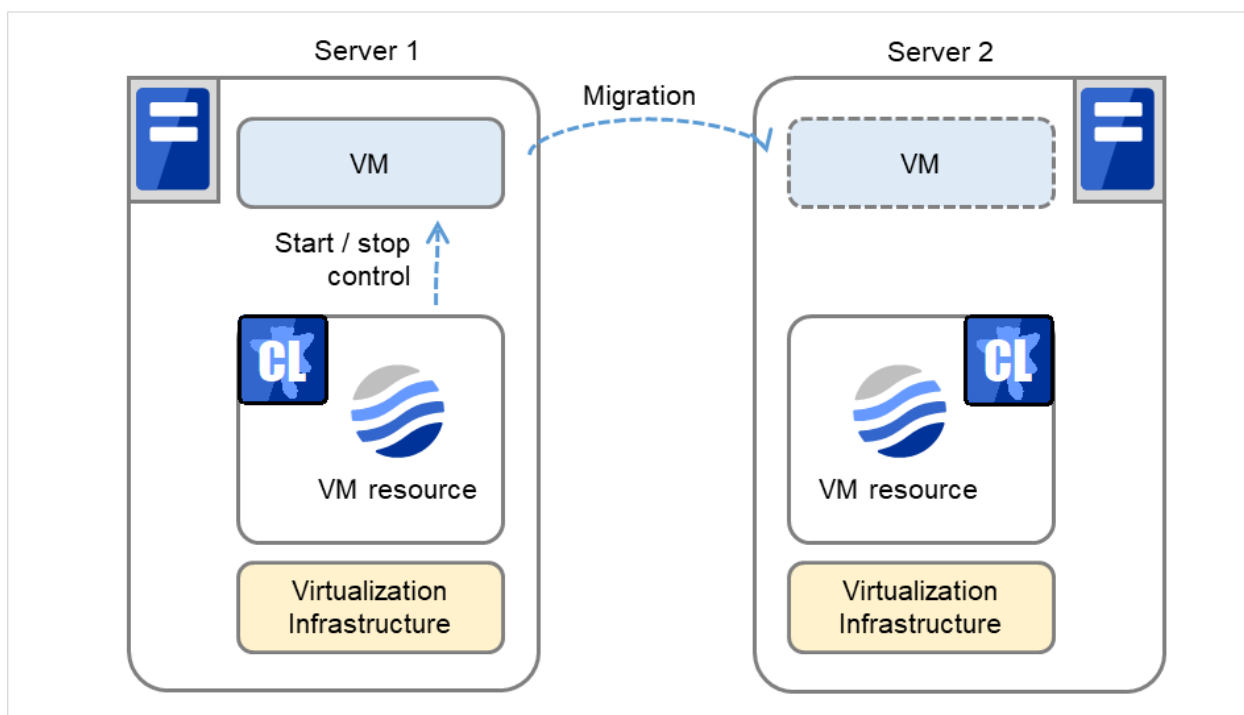 Server 1
Server 2
Migration
VM
VM
Start / stop
control
CL
CL
VM resource
VM resource
Virtualization
Infrastructure
Virtualization
Infrastructure